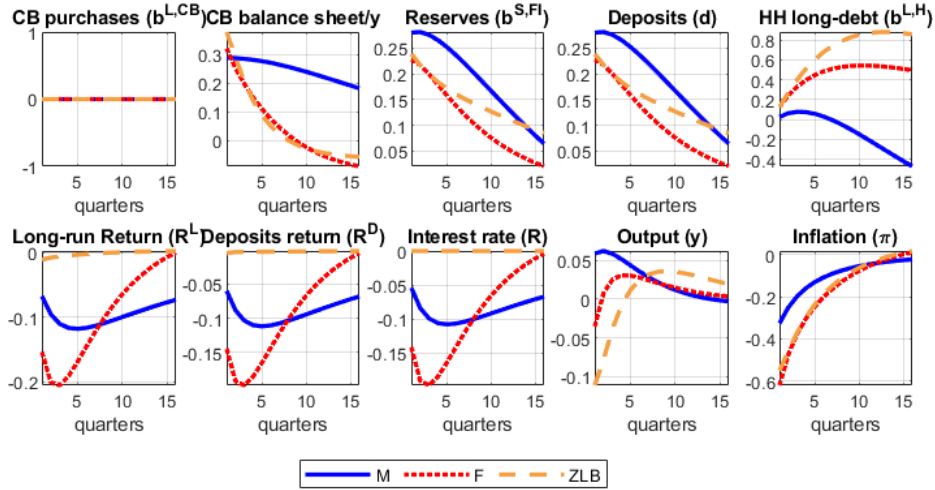 CB purchases (b^{L,CB})
1
0
-1
5 10 15
quarters
CB balance sheet/y
0.3
0.2
0.1
0
5 10 15
quarters
Reserves (b^{S,FI})
0.25
0.2
0.15
0.1
0.05
5 10 15
quarters
Deposits (d)
0.25
0.2
0.15
0.1
0.05
5 10 15
quarters
HH long-debt (b^{L,H})
0.8
0.6
0.4
0.2
0
-0.2
-0.4
5 10 15
quarters
Long-run Return (R^L)
0
-0.1
-0.2
5 10 15
quarters
Deposits return (R^D)
0
-0.05
-0.1
-0.15
5 10 15
quarters
Interest rate (R)
0
-0.05
-0.1
-0.15
5 10 15
quarters
Output (y)
0.05
0
-0.05
-0.1
5 10 15
quarters
Inflation (π)
0
-0.2
-0.4
-0.6
5 10 15
quarters
M F ZLB